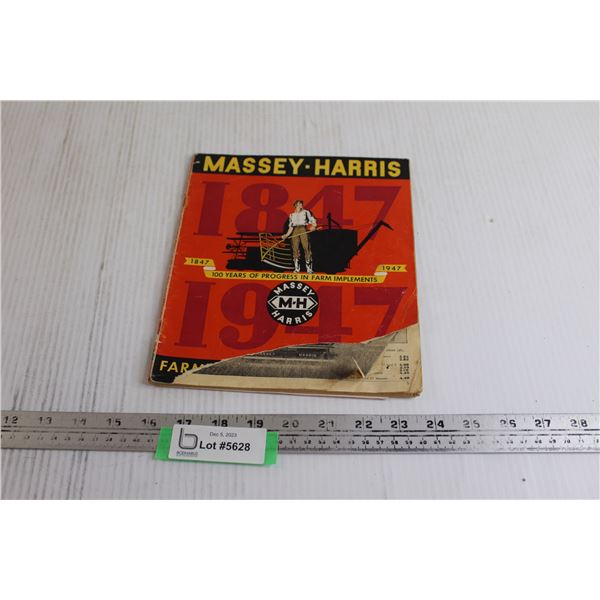 MASSEY-HARRIS
1847
1847
1947
100 YEARS OF PROGRESS IN FARM IMPLEMENTS
MASSEY
M-H
HARRIS
1947
FARM
12 13 14 15 16 17 18 19 20 21 22 23 24 25 26 27 28
Dec 5, 2023
Lot #5628